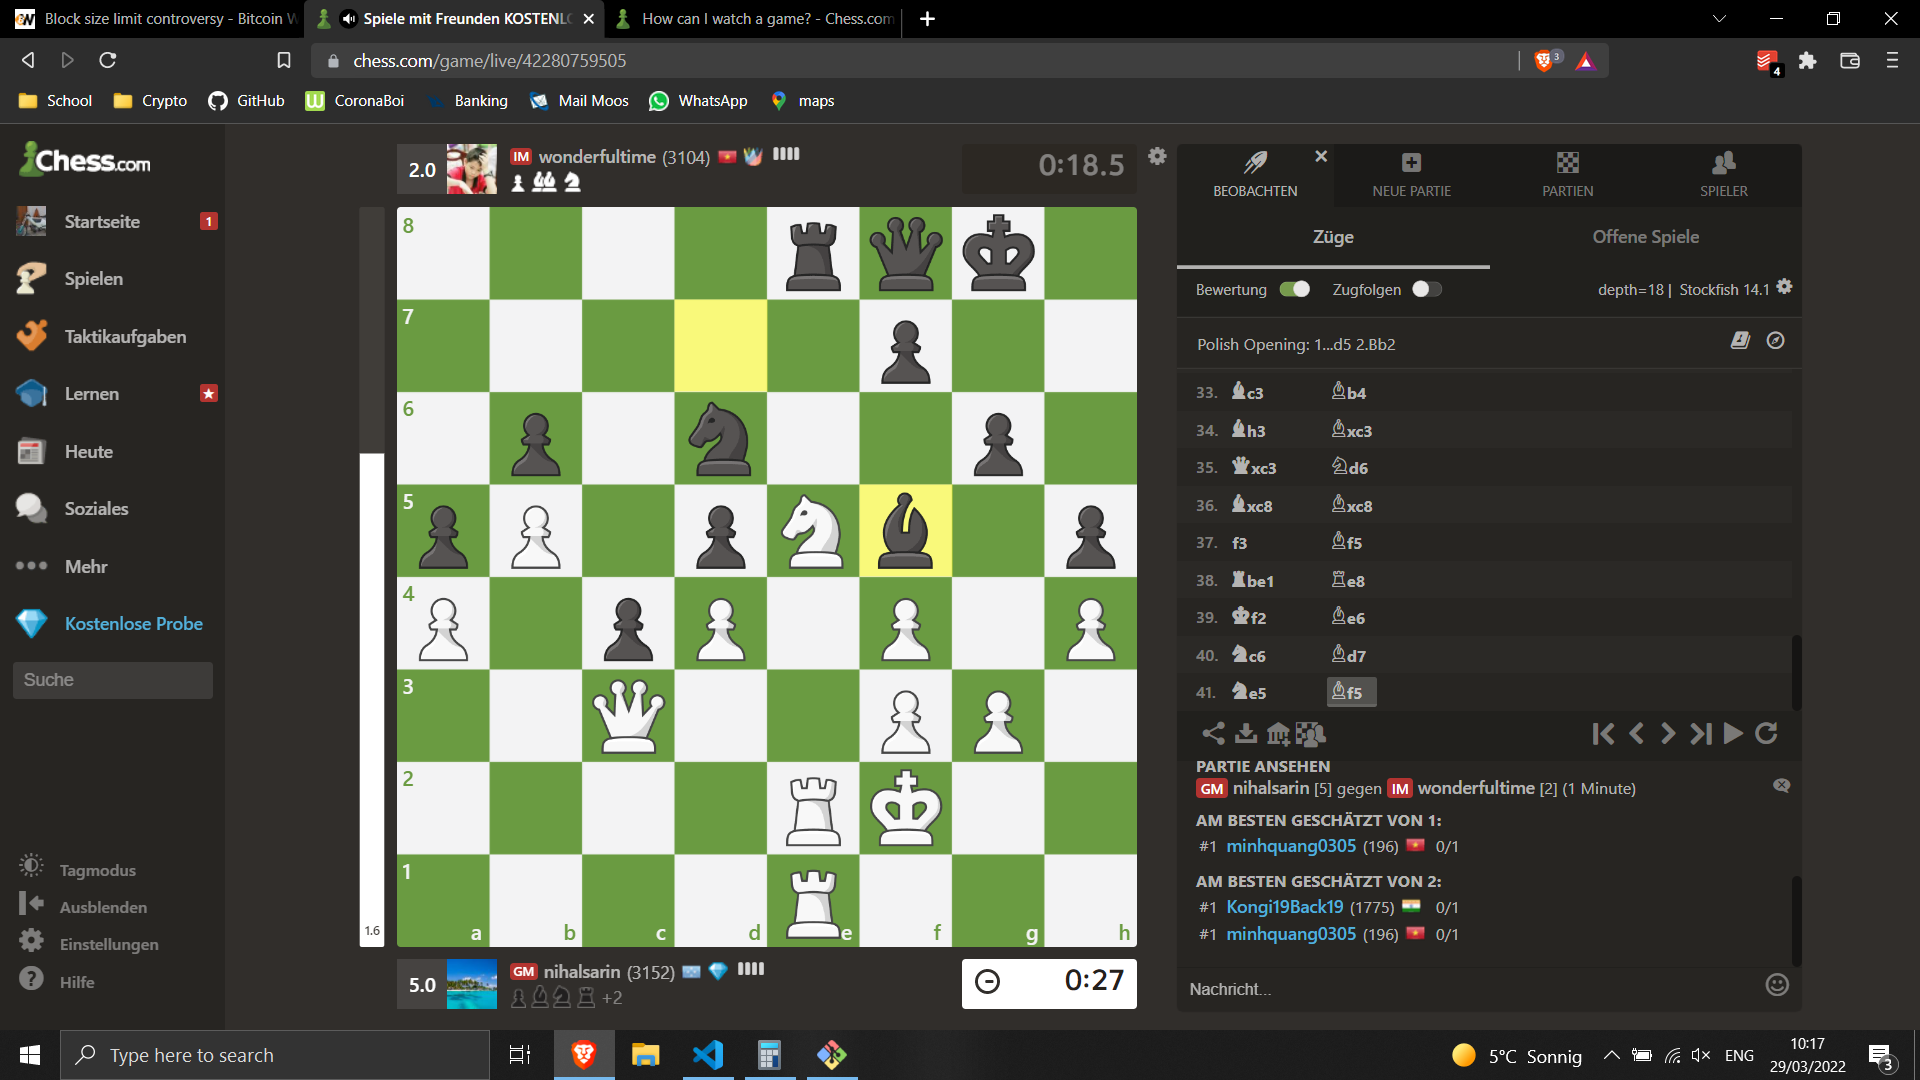 Block size limit controversy - Bitcoin W
Spiele mit Freunden KOSTENLO
How can I watch a game? - Chess.com
chess.com/game/live/42280759505
3
4
School
Crypto
GitHub
CoronaBoi
Banking
Mail Moos
WhatsApp
maps
Chess.com
Startseite
1
Spielen
Taktikaufgaben
Lernen
Heute
Soziales
Mehr
Kostenlose Probe
Suche
Tagmodus
Ausblenden
Einstellungen
Hilfe
2.0
IM wonderfultime (3104)
0:18.5
8
7
6
5
4
3
2
1
a
b
c
d
e
f
g
h
1.6
5.0
GM nihalsarin (3152)
+2
0:27
BEOBACHTEN
NEUE PARTIE
PARTIEN
SPIELER
Züge
Offene Spiele
Bewertung
Zugfolgen
depth=18 | Stockfish 14.1
Polish Opening: 1...d5 2.Bb2
33. c3 b4
34. h3 xc3
35. xc3 d6
36. xc8 xc8
37. f3 f5
38. be1 e8
39. f2 e6
40. c6 d7
41. e5 f5
PARTIE ANSEHEN
GM nihalsarin [5] gegen IM wonderfultime [2] (1 Minute)
AM BESTEN GESCHÄTZT VON 1:
#1 minhquang0305 (196) 0/1
AM BESTEN GESCHÄTZT VON 2:
#1 Kongi19Back19 (1775) 0/1
#1 minhquang0305 (196) 0/1
Nachricht...
Type here to search
5°C Sonnig
ENG
10:17
29/03/2022
3